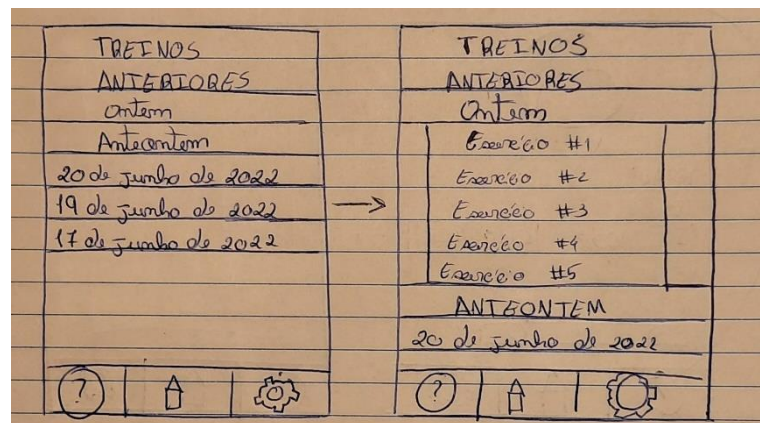 TREINOS
ANTERIORES
Ontem
Anteontem
20 de Junho de 2022
19 de Junho de 2022
17 de Junho de 2022
?
TREINOS
ANTERIORES
Ontem
Exercício #1
Exercício #2
Exercício #3
Exercício #4
Exercício #5
ANTEONTEM
20 de Junho de 2022
?